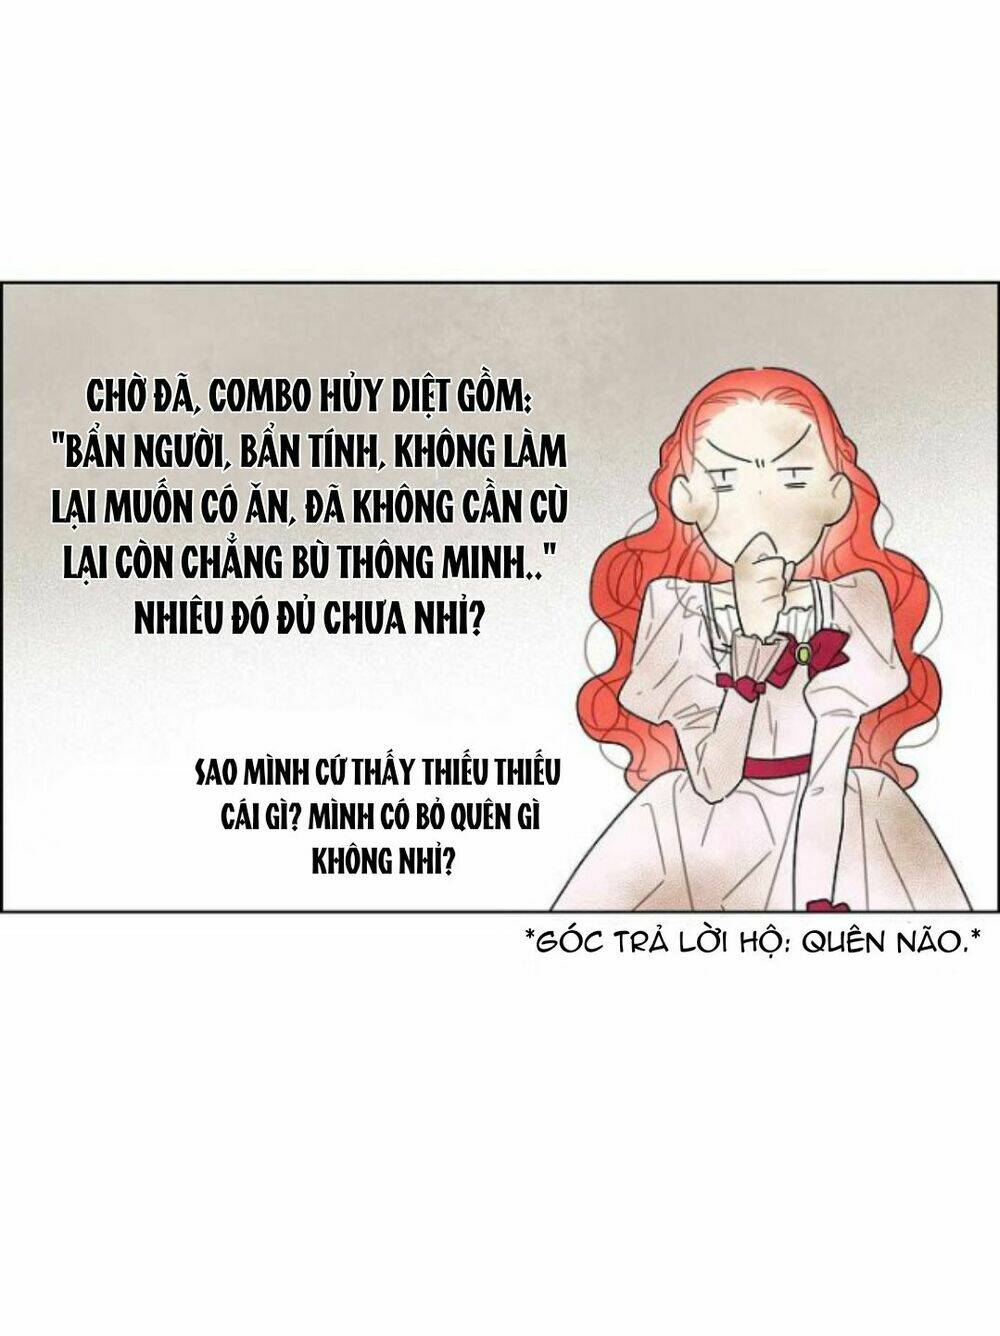 CHỜ ĐÃ, COMBO HỦY DIỆT GỒM:
"BẨN NGƯỜI, BẨN TÍNH, KHÔNG LÀM
LẠI MUỐN CÓ ĂN, ĐÃ KHÔNG CẦN CÙ
LẠI CÒN CHẲNG BÙ THÔNG MINH.."
NHIÊU ĐÓ ĐỦ CHƯA NHỈ?
SAO MÌNH CỨ THẤY THIẾU THIẾU
CÁI GÌ? MÌNH CÓ BỎ QUÊN GÌ
KHÔNG NHỈ?
*GÓC TRẢ LỜI HỘ: QUÊN NÃO.*